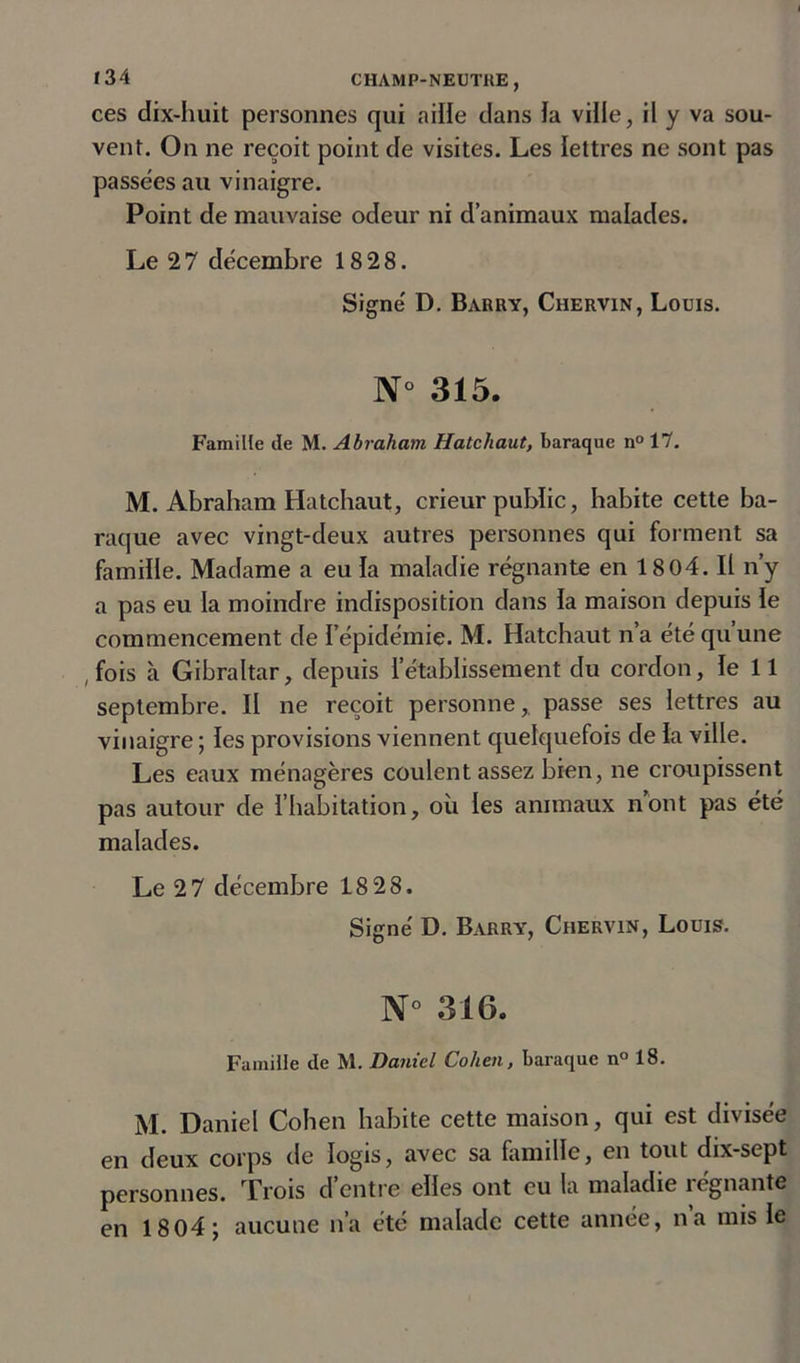 134 CHAMP-NEUTRE,
ces dix-huit personnes qui aille dans la ville, il y va sou-
vent. On ne reçoit point de visites. Les lettres ne sont pas
passées au vinaigre.
Point de mauvaise odeur ni d'animaux malades.
Le 27 décembre 1828.
Signé D. BARRY, CHERVIN, LOUIS.
N° 315.
Famille de M. Abraham Hatchaut, baraque n° 17.
M. Abraham Hatchaut, crieur public, habite cette ba-
raque avec vingt-deux autres personnes qui forment sa
famille. Madame a eu la maladie régnante en 1804. Il n'y
a pas eu la moindre indisposition dans la maison depuis le
commencement de l'épidémie. M. Hatchaut n'a été qu'une
fois à Gibraltar, depuis l'établissement du cordon, le 11
septembre. Il ne reçoit personne, passe ses lettres au
vinaigre; les provisions viennent quelquefois de la ville.
Les eaux ménagères coulent assez bien, ne croupissent
pas autour de l'habitation, où les animaux n'ont pas été
malades.
Le 27 décembre 1828.
Signé D. BARRY, CHERVIN, LOUIS.
N° 316.
Famille de M. Daniel Cohen, baraque n° 18.
M. Daniel Cohen habite cette maison, qui est divisée
en deux corps de logis, avec sa famille, en tout dix-sept
personnes. Trois d'entre elles ont eu la maladie régnante
en 1804; aucune n'a été malade cette année, n'a mis le